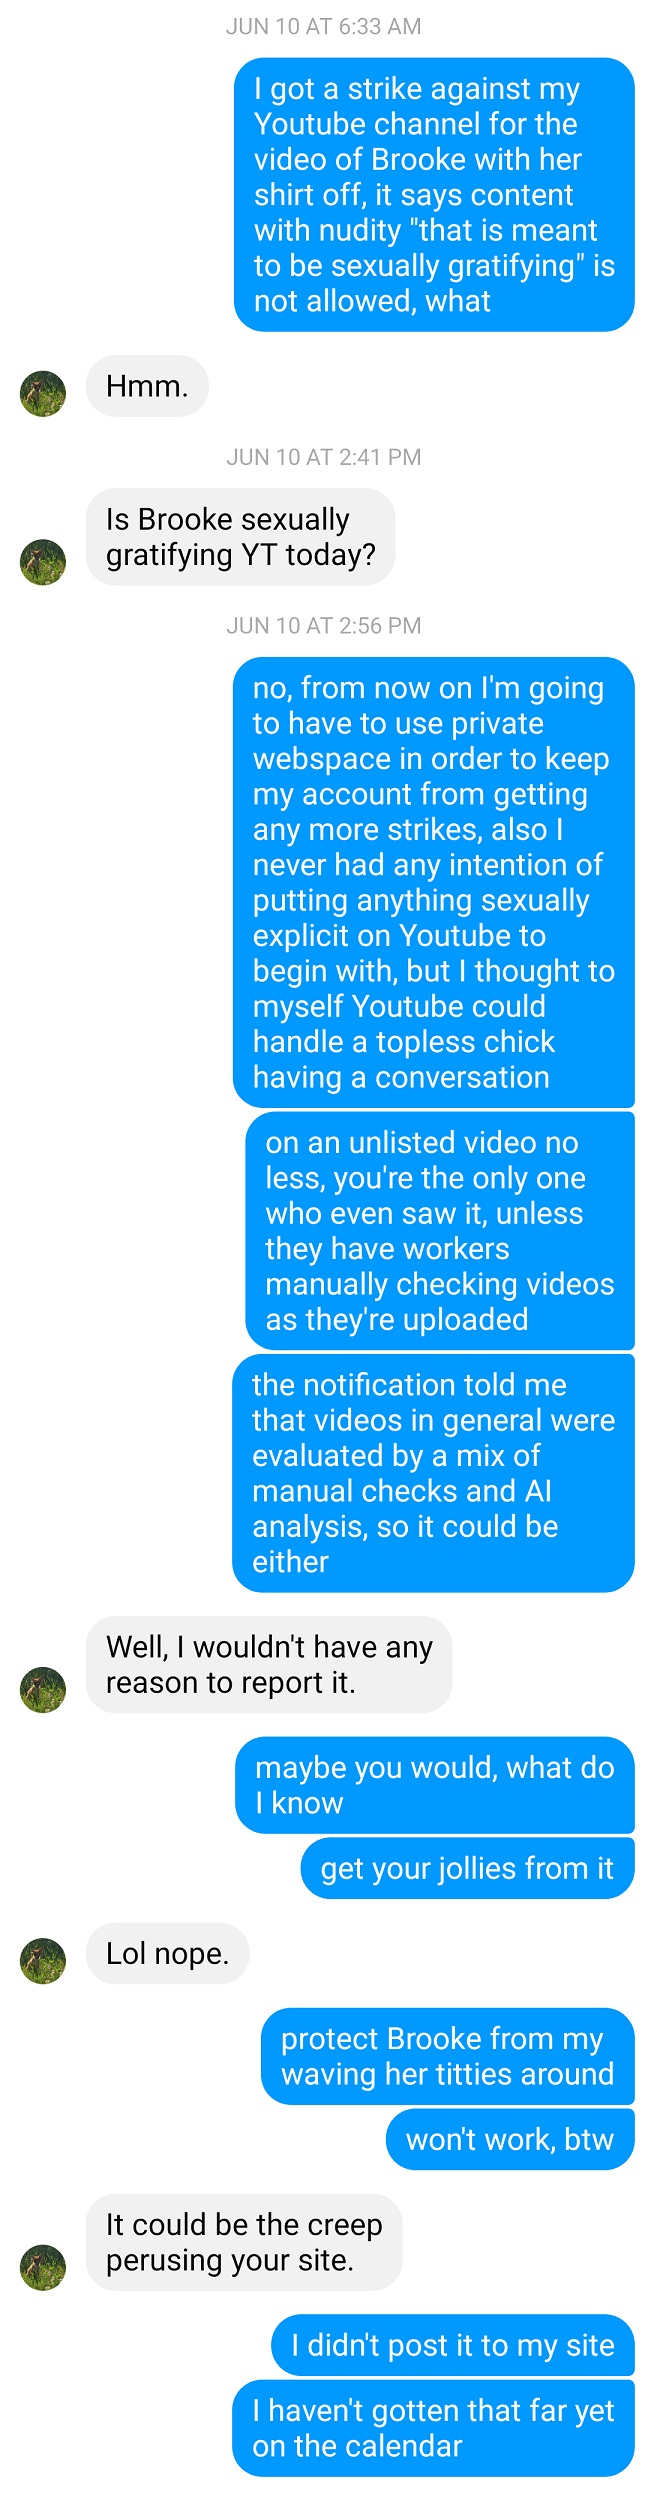 JUN 10 AT 6:33 AM
I got a strike against my
Youtube channel for the
video of Brooke with her
shirt off, it says content
with nudity "that is meant
to be sexually gratifying" is
not allowed, what
Hmm.
JUN 10 AT 2:41 PM
Is Brooke sexually
gratifying YT today?
JUN 10 AT 2:56 PM
no, from now on I'm going
to have to use private
webspace in order to keep
my account from getting
any more strikes, also I
never had any intention of
putting anything sexually
explicit on Youtube to
begin with, but I thought to
myself Youtube could
handle a topless chick
having a conversation
on an unlisted video no
less, you're the only one
who even saw it, unless
they have workers
manually checking videos
as they're uploaded
the notification told me
that videos in general were
evaluated by a mix of
manual checks and AI
analysis, so it could be
either
Well, I wouldn't have any
reason to report it.
maybe you would, what do
I know
get your jollies from it
Lol nope.
protect Brooke from my
waving her titties around
won't work, btw
It could be the creep
perusing your site.
I didn't post it to my site
I haven't gotten that far yet
on the calendar